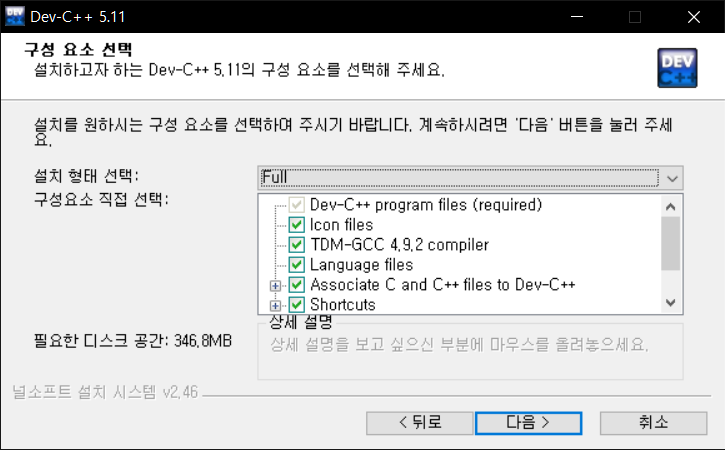 Dev-C++ 5.11
구성 요소 선택
설치하고자 하는 Dev-C++ 5.11의 구성 요소를 선택해 주세요.
DEV
C++
설치를 원하시는 구성 요소를 선택하여 주시기 바랍니다. 계속하시려면 '다음' 버튼을 눌러 주세
요.
설치 형태 선택:
Full
구성요소 직접 선택:
Dev-C++ program files (required)
Icon files
TDM-GCC 4.9.2 compiler
Language files
Associate C and C++ files to Dev-C++
Shortcuts
필요한 디스크 공간: 346.8MB
상세 설명
상세 설명을 보고 싶으신 부분에 마우스를 올려놓으세요.
널소프트 설치 시스템 v2.46
< 뒤로
다음 >
취소